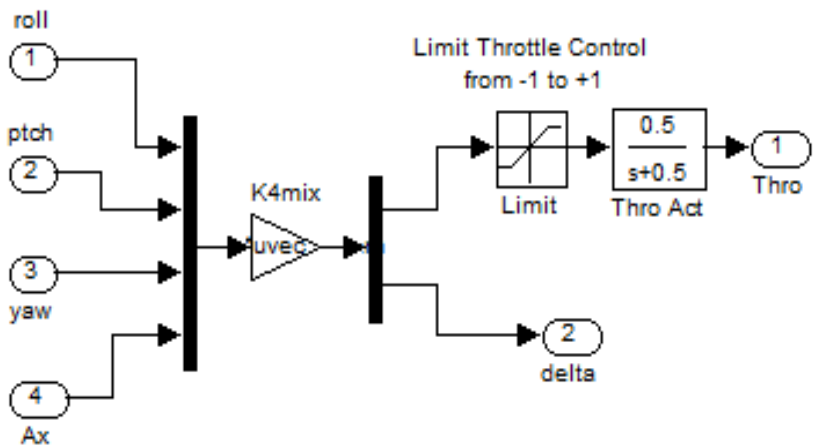 roll
1
ptch
2
3
yaw
4
Ax
K4mix
uvec
Limit Throttle Control
from -1 to +1
Limit
0.5
s+0.5
Thro Act
1
Thro
2
delta